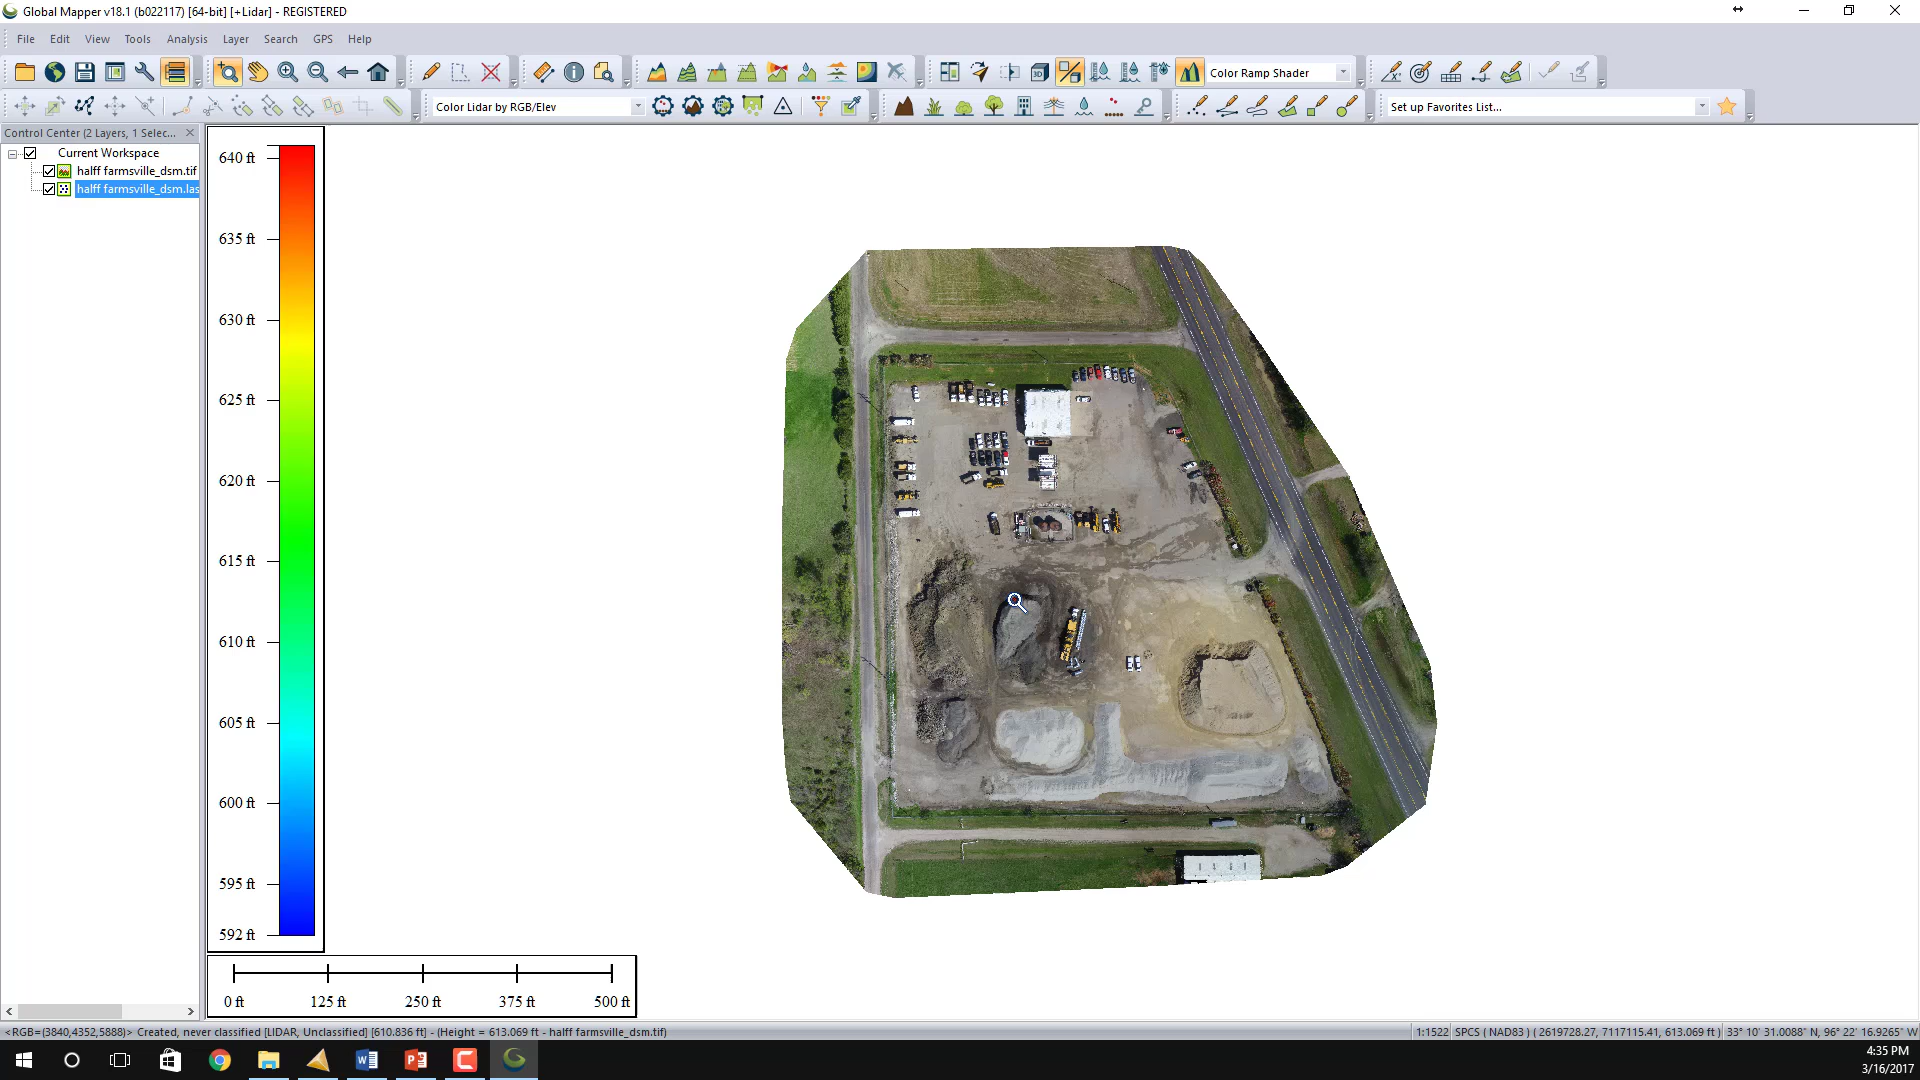 Global Mapper v18.1 (b022117) [64-bit] [+Lidar] - REGISTERED
File Edit View Tools Analysis Layer Search GPS Help
3D Color Ramp Shader
Color Lidar by RGB/Elev Set up Favorites List...
Control Center (2 Layers, 1 Selec...
Current Workspace
halff farmsville_dsm.tif
halff farmsville_dsm.las
640 ft
635 ft
630 ft
625 ft
620 ft
615 ft
610 ft
605 ft
600 ft
595 ft
592 ft
0 ft 125 ft 250 ft 375 ft 500 ft
<RGB=(3840,4352,5888)> Created, never classified [LIDAR, Unclassified] [610.836 ft] - (Height = 613.069 ft - halff farmsville_dsm.tif) 1:1522 SPCS ( NAD83 ) ( 2619728.27, 7117115.41, 613.069 ft ) 33° 10' 31.0088" N, 96° 22' 16.9265" W
4:35 PM
3/16/2017